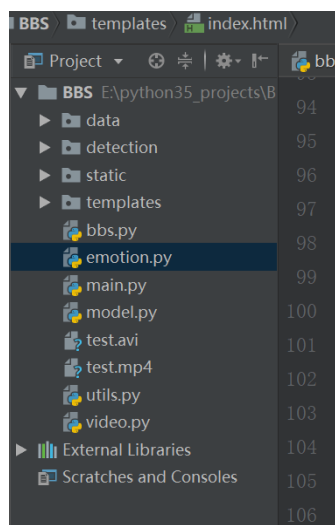 BBS templates index.html
Project bb
BBS E:\python35_projects\B
data
detection
static
templates
bbs.py
emotion.py
main.py
model.py
test.avi
test.mp4
utils.py
video.py
External Libraries
Scratches and Consoles
94
95
96
97
98
99
100
101
102
103
104
105
106